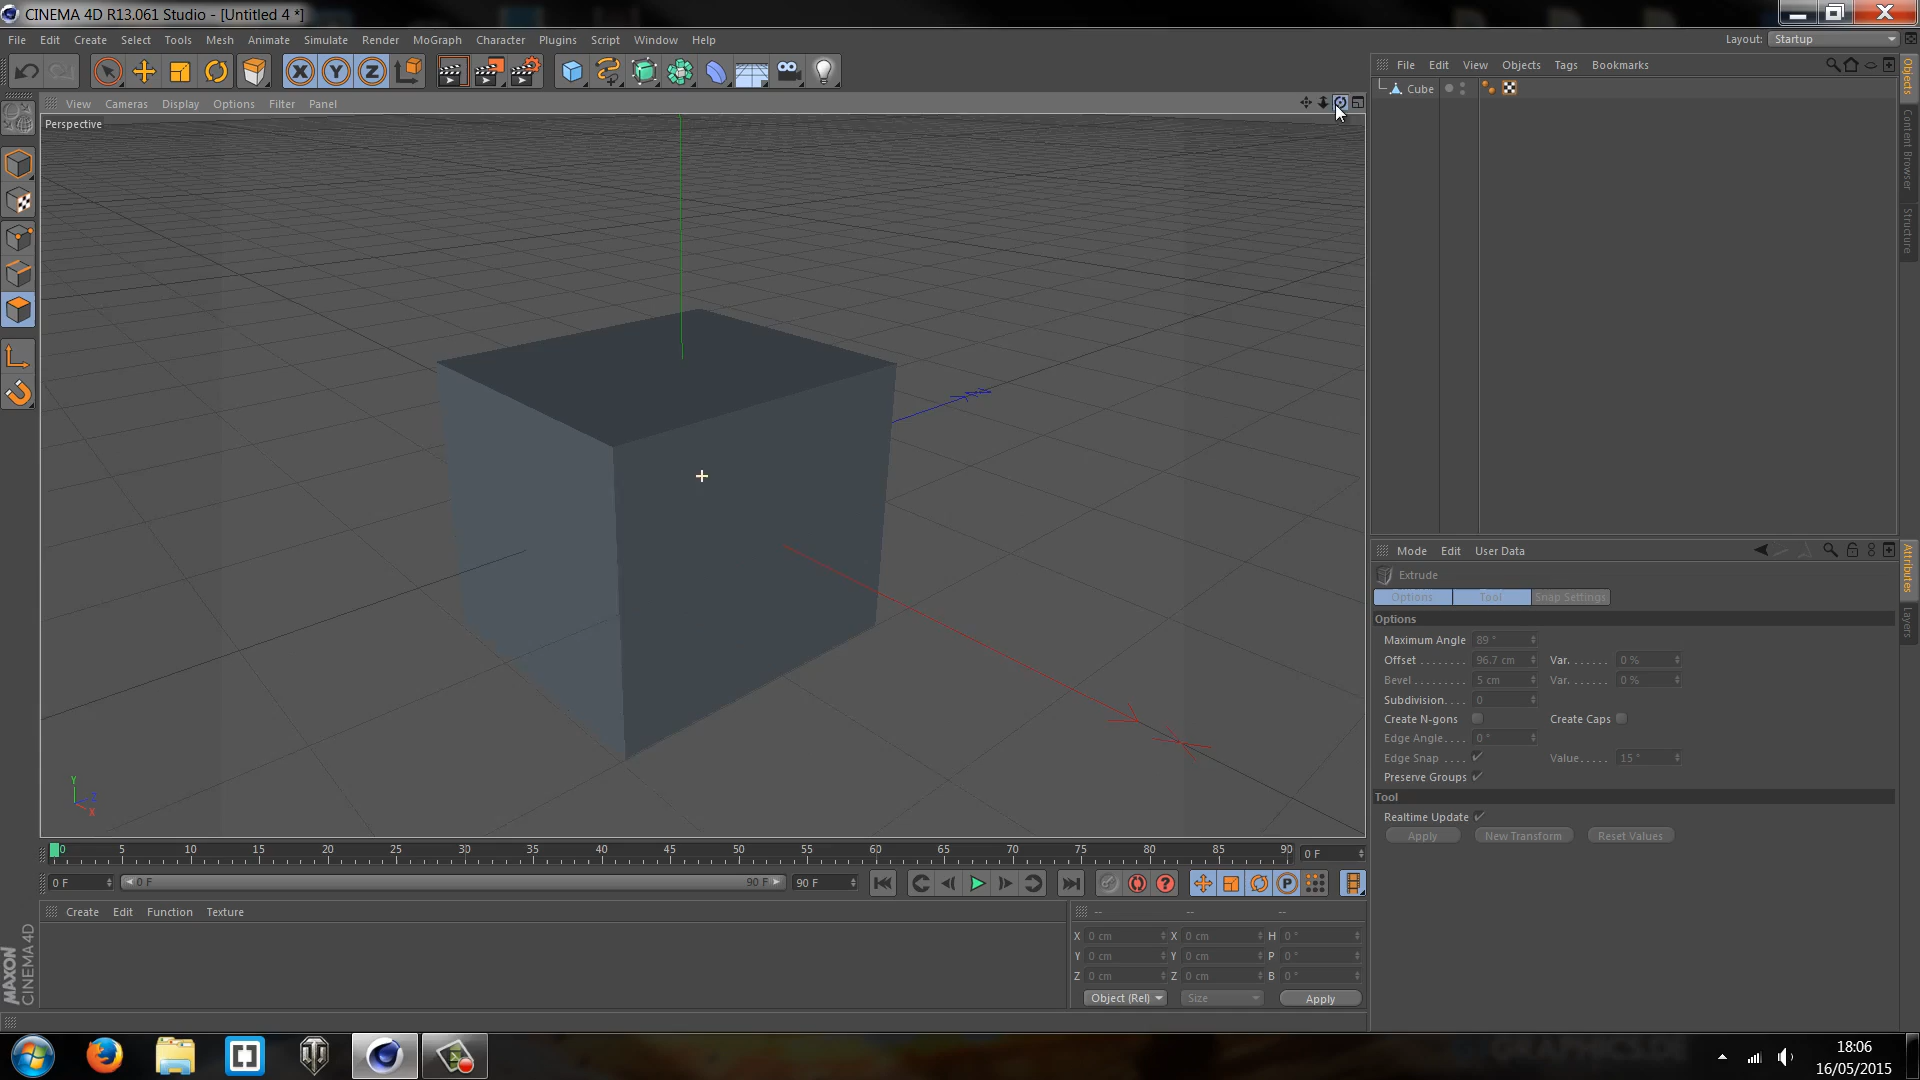 CINEMA 4D R13.061 Studio - [Untitled 4 *]
File Edit Create Select Tools Mesh Animate Simulate Render MoGraph Character Plugins Script Window Help
Layout: Startup
X Y Z
File Edit View Objects Tags Bookmarks
Cube
View Cameras Display Options Filter Panel
Perspective
Objects
Content Browser
Structure
Mode Edit User Data
Extrude
Options Tool Snap Settings
Options
Maximum Angle 89 °
Offset ........ 96.7 cm Var. ...... 0 %
Bevel ......... 5 cm Var. ...... 0 %
Subdivision.... 0
Create N-gons Create Caps
Edge Angle.... 0 °
Edge Snap .... Value..... 15 °
Preserve Groups
Tool
Realtime Update
Apply New Transform Reset Values
Attributes
Layers
Y
Z
X
0 5 10 15 20 25 30 35 40 45 50 55 60 65 70 75 80 85 90 0 F
0 F 0 F 90 F 90 F ? P
Create Edit Function Texture
-- -- --
X 0 cm X 0 cm H 0 °
Y 0 cm Y 0 cm P 0 °
Z 0 cm Z 0 cm B 0 °
Object (Rel) Size Apply
MAXON
CINEMA 4D
18:06
16/05/2015